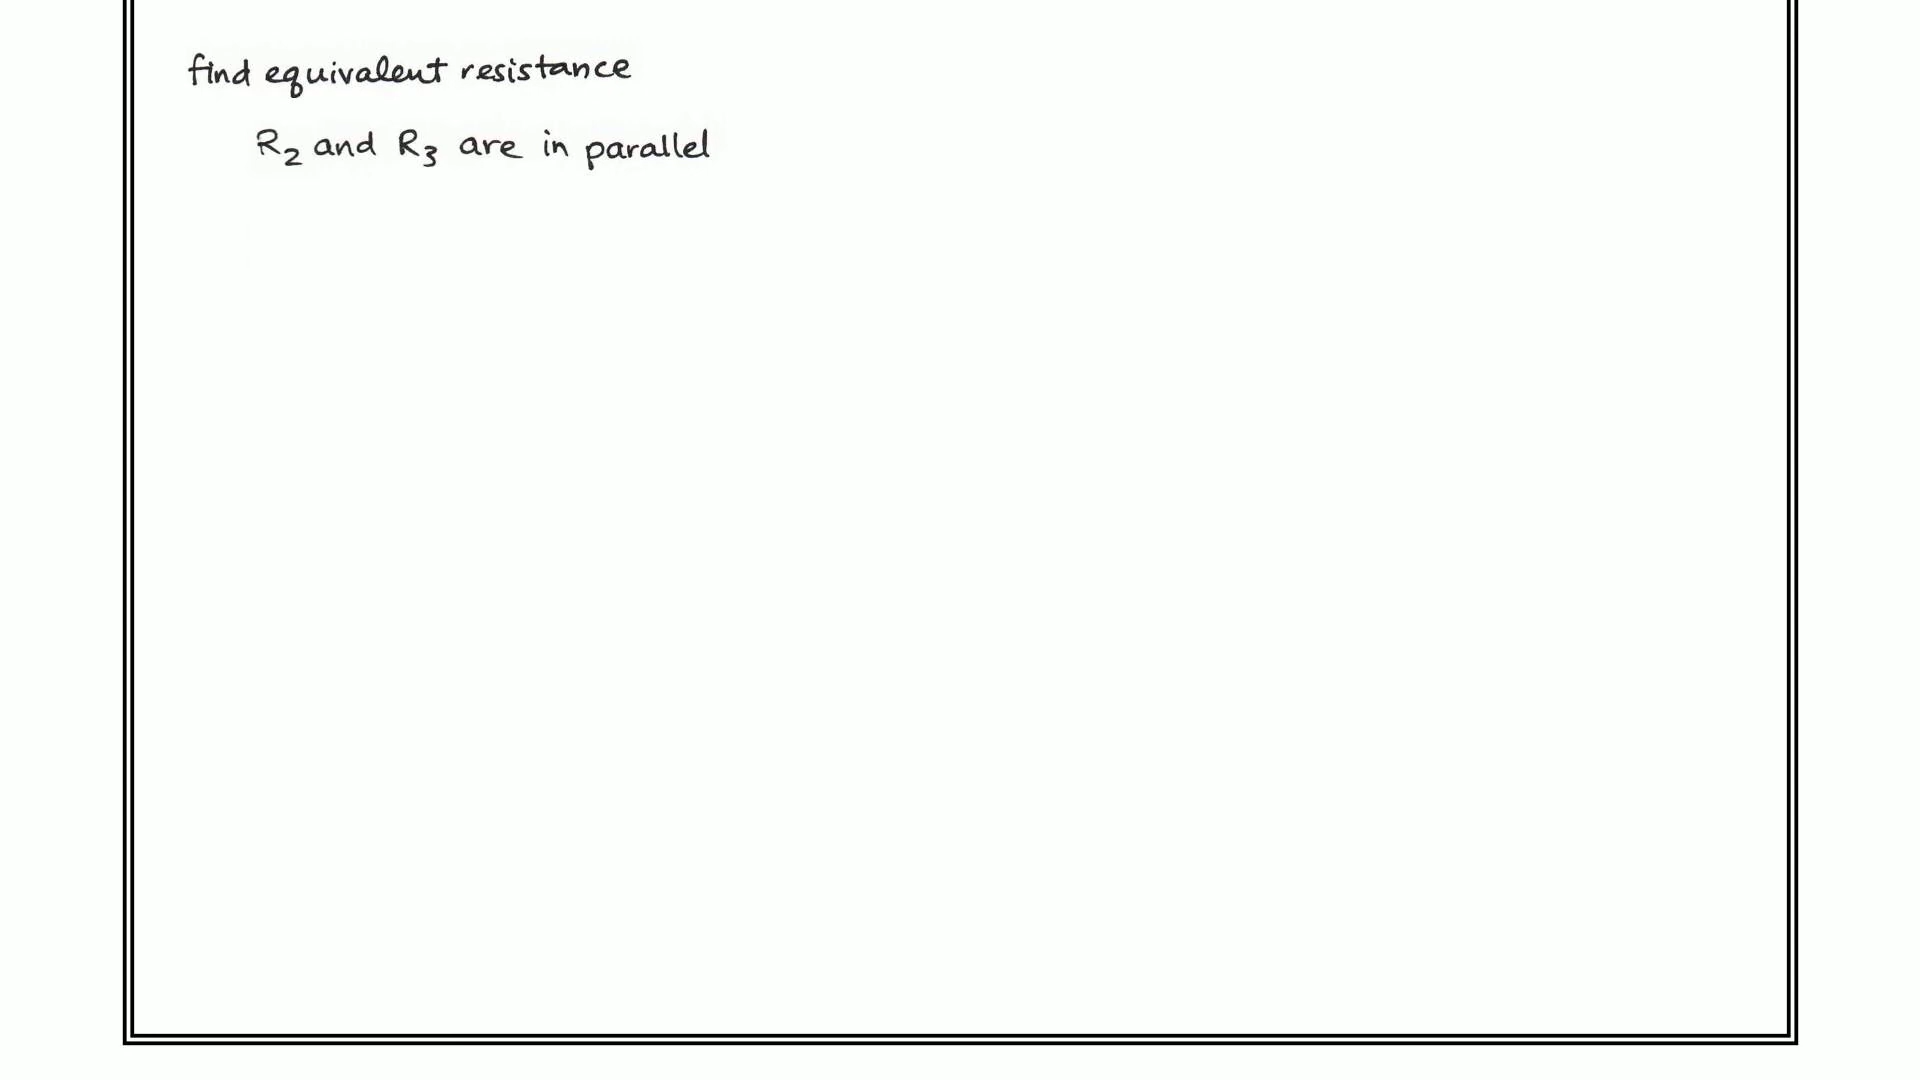 find equivalent resistance
R₂ and R₃ are in parallel